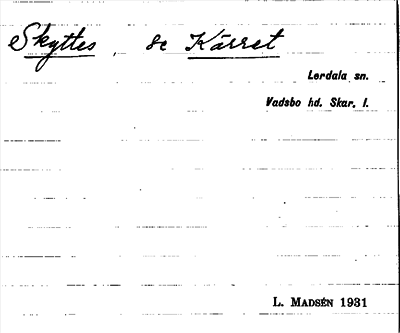 Skyttes, se Kärret
Lerdala sn.
Vadsbo hd. Skar. l.
L. MADSÉN 1931